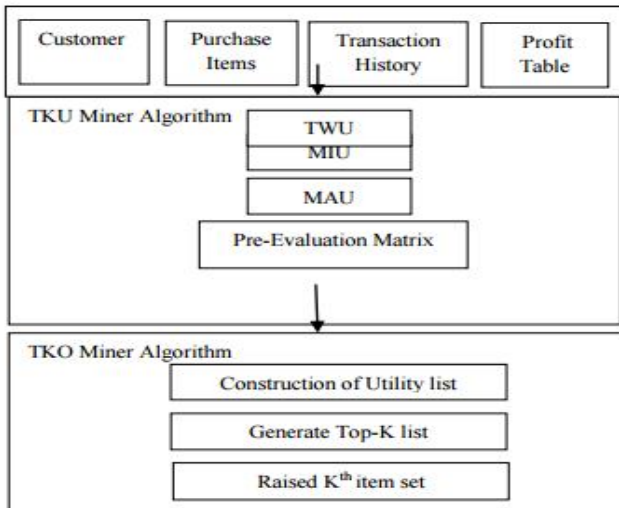 Customer
Purchase
Items
Transaction
History
Profit
Table
TKU Miner Algorithm
TWU
MIU
MAU
Pre-Evaluation Matrix
TKO Miner Algorithm
Construction of Utility list
Generate Top-K list
Raised Kth item set